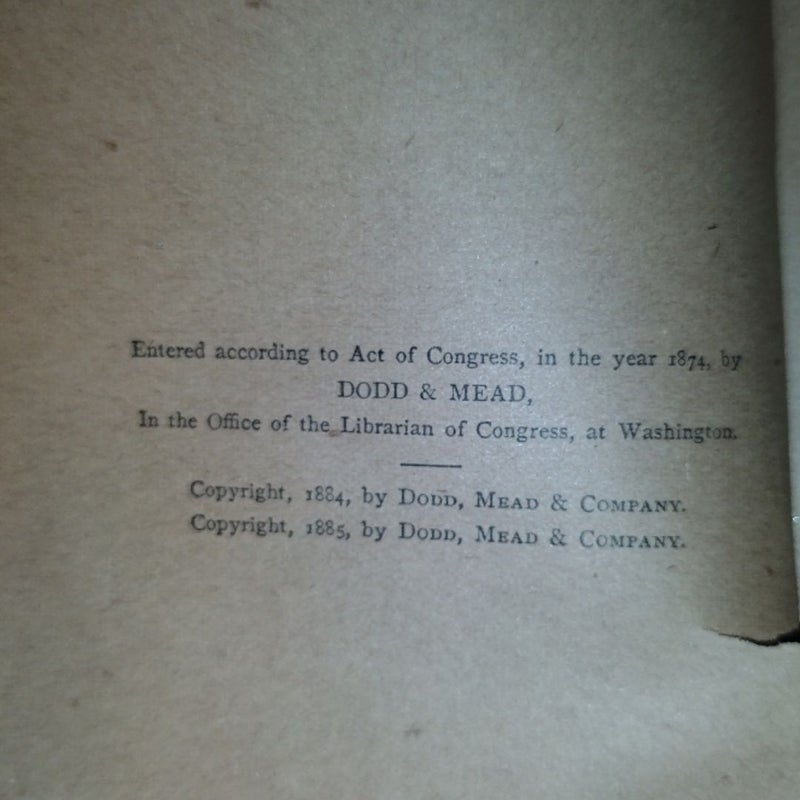 Entered according to Act of Congress, in the year 1874, by
DODD & MEAD,
In the Office of the Librarian of Congress, at Washington.
Copyright, 1884, by DODD, MEAD & COMPANY.
Copyright, 1885, by DODD, MEAD & COMPANY.